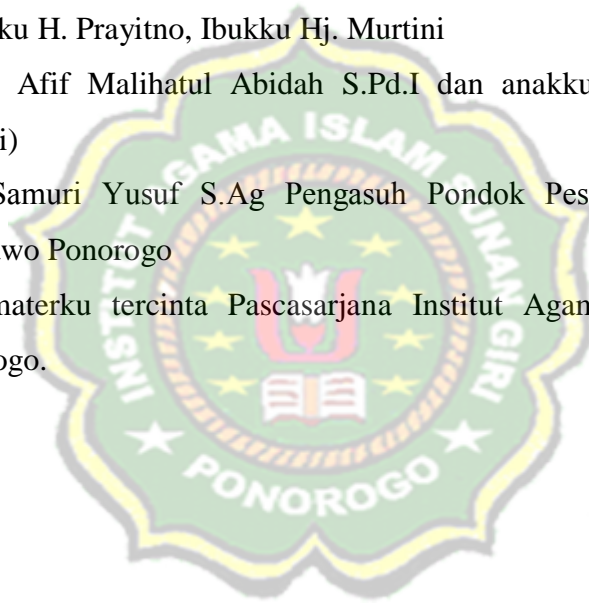 ku H. Prayitno, Ibukku Hj. Murtini
Afif Malihatul Abidah S.Pd.I dan anakku
i)
Samuri Yusuf S.Ag Pengasuh Pondok Pes
wo Ponorogo
materku tercinta Pascasarjana Institut Agam
ogo.
INSTITUT AGAMA ISLAM SUNAN GIRI
PONOROGO